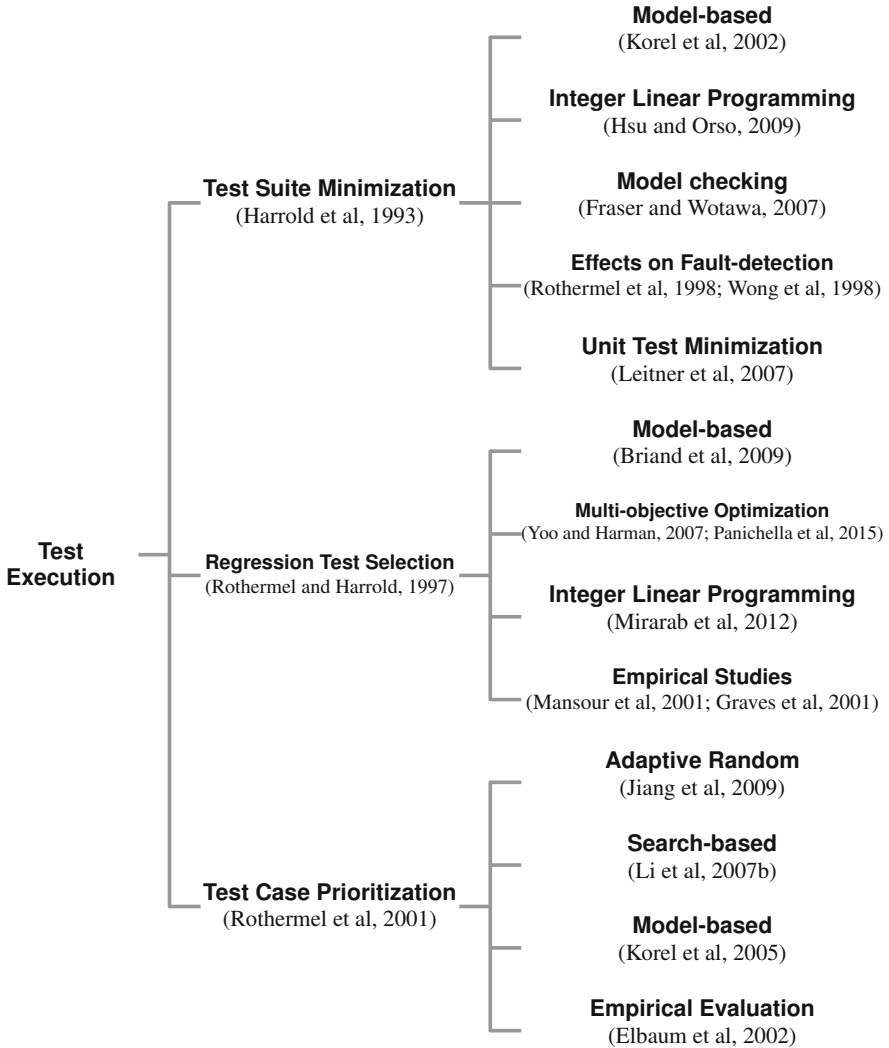 Model-based
(Korel et al, 2002)
Integer Linear Programming
(Hsu and Orso, 2009)
Test Suite Minimization
(Harrold et al, 1993)
Model checking
(Fraser and Wotawa, 2007)
Effects on Fault-detection
(Rothermel et al, 1998; Wong et al, 1998)
Unit Test Minimization
(Leitner et al, 2007)
Model-based
(Briand et al, 2009)
Multi-objective Optimization
(Yoo and Harman, 2007; Panichella et al, 2015)
Test
Execution
Regression Test Selection
(Rothermel and Harrold, 1997)
Integer Linear Programming
(Mirarab et al, 2012)
Empirical Studies
(Mansour et al, 2001; Graves et al, 2001)
Adaptive Random
(Jiang et al, 2009)
Search-based
(Li et al, 2007b)
Test Case Prioritization
(Rothermel et al, 2001)
Model-based
(Korel et al, 2005)
Empirical Evaluation
(Elbaum et al, 2002)